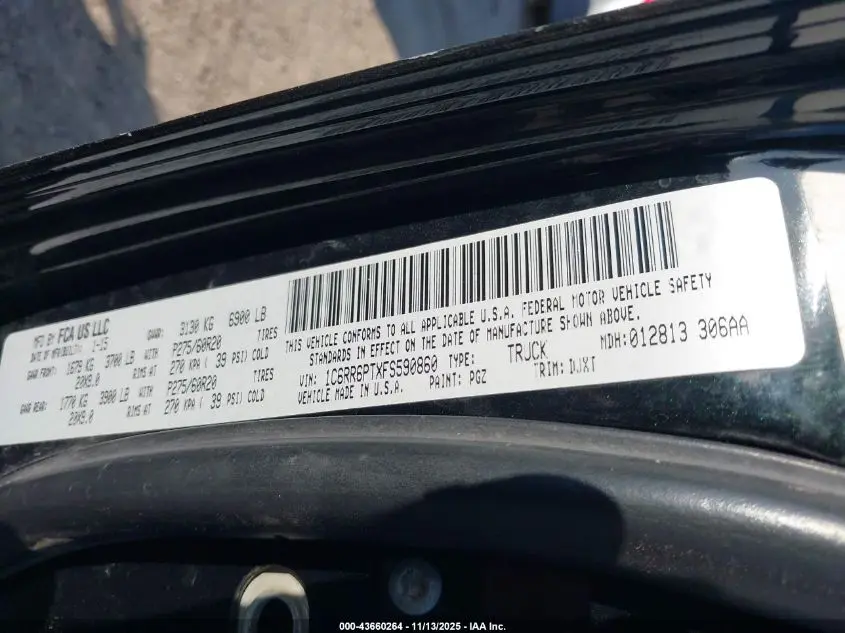 MFD BY FCA US LLC
DATE OF MFR 1-15 GVWR: 3130 KG 6900 LB
GAWR FRONT: 1679 KG 3700 LB WITH P275/60R20 TIRES
20X9.0 RIMS AT 270 KPA ( 39 PSI) COLD
GAWR REAR: 1770 KG 3900 LB WITH P275/60R20 TIRES
20X9.0 RIMS AT 270 KPA ( 39 PSI) COLD
THIS VEHICLE CONFORMS TO ALL APPLICABLE U.S.A. FEDERAL MOTOR VEHICLE SAFETY
STANDARDS IN EFFECT ON THE DATE OF MANUFACTURE SHOWN ABOVE.
VIN: 1C6RR6PTXFS590860 TYPE: TRUCK MDH:012813 306AA
VEHICLE MADE IN U.S.A. PAINT: PGZ TRIM: DJXT
000-43660264 - 11/13/2025 - IAA Inc.